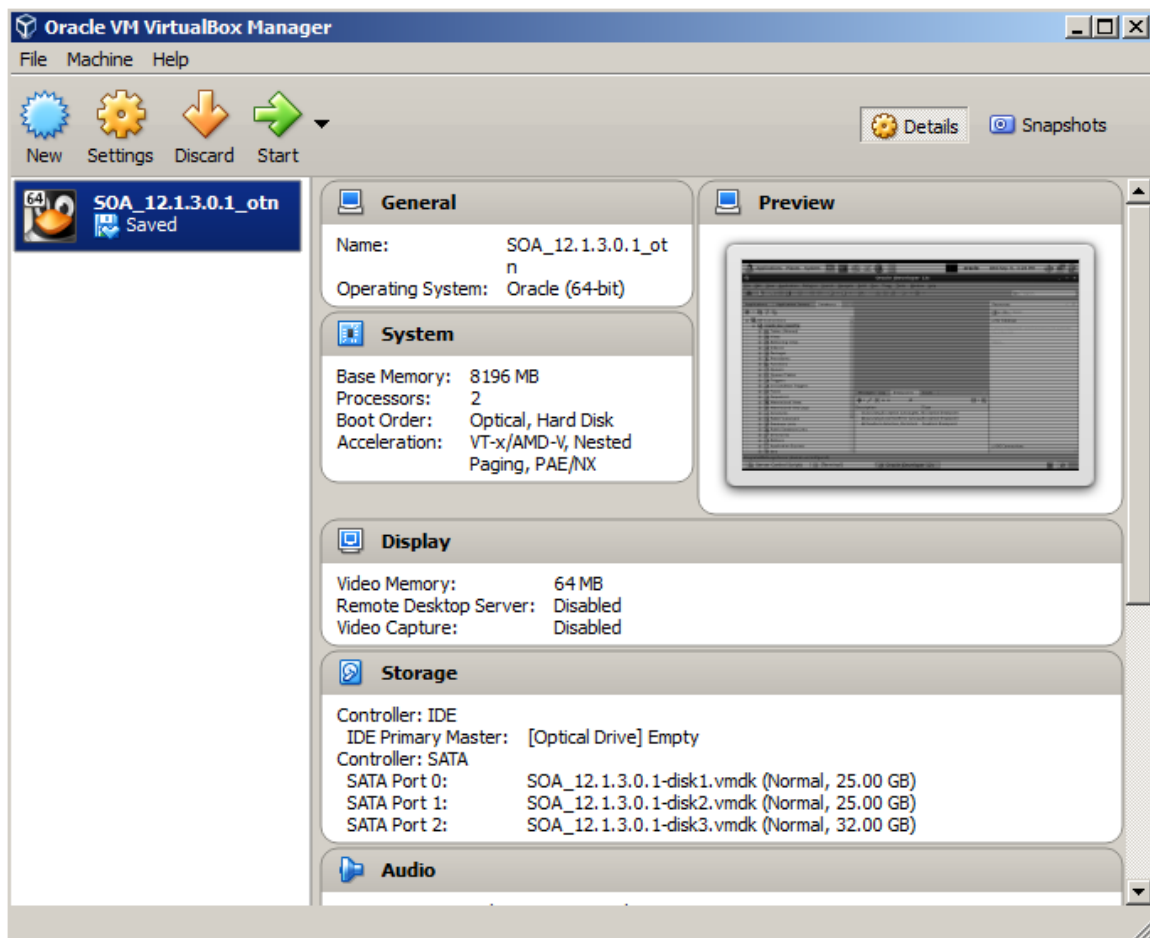 Oracle VM VirtualBox Manager
File Machine Help
New Settings Discard Start
Details Snapshots
64
SOA_12.1.3.0.1_otn
Saved
General
Name: SOA_12.1.3.0.1_ot
n
Operating System: Oracle (64-bit)
Preview
System
Base Memory: 8196 MB
Processors: 2
Boot Order: Optical, Hard Disk
Acceleration: VT-x/AMD-V, Nested
Paging, PAE/NX
Display
Video Memory: 64 MB
Remote Desktop Server: Disabled
Video Capture: Disabled
Storage
Controller: IDE
IDE Primary Master: [Optical Drive] Empty
Controller: SATA
SATA Port 0: SOA_12.1.3.0.1-disk1.vmdk (Normal, 25.00 GB)
SATA Port 1: SOA_12.1.3.0.1-disk2.vmdk (Normal, 25.00 GB)
SATA Port 2: SOA_12.1.3.0.1-disk3.vmdk (Normal, 32.00 GB)
Audio